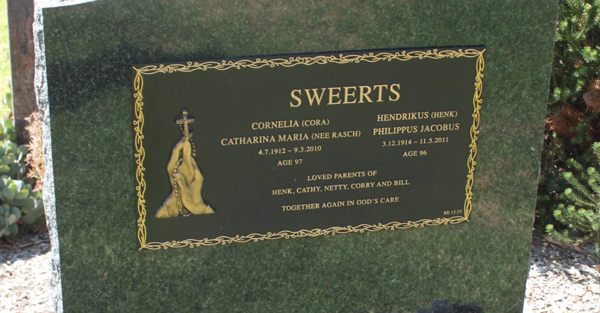 SWEERTS
CORNELIA (CORA)
CATHARINA MARIA (NEE RASCH)
4.7.1912 – 9.3.2010
AGE 97
HENDRIKUS (HENK)
PHILIPPUS JACOBUS
3.12.1914 – 11.5.2011
AGE 96
LOVED PARENTS OF
HENK, CATHY, NETTY, CORRY AND BILL
TOGETHER AGAIN IN GOD'S CARE